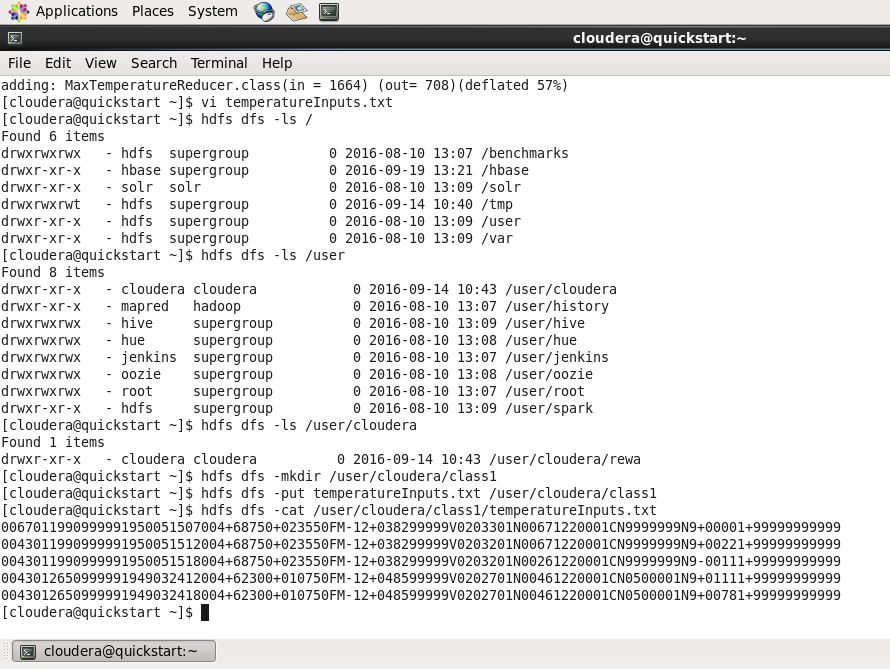 Applications Places System
cloudera@quickstart:~
File Edit View Search Terminal Help
adding: MaxTemperatureReducer.class(in = 1664) (out= 708)(deflated 57%)
[cloudera@quickstart ~]$ vi temperatureInputs.txt
[cloudera@quickstart ~]$ hdfs dfs -ls /
Found 6 items
drwxrwxrwx   - hdfs  supergroup          0 2016-08-10 13:07 /benchmarks
drwxr-xr-x   - hbase supergroup          0 2016-09-19 13:21 /hbase
drwxr-xr-x   - solr  solr                0 2016-08-10 13:09 /solr
drwxrwxrwt   - hdfs  supergroup          0 2016-09-14 10:40 /tmp
drwxr-xr-x   - hdfs  supergroup          0 2016-08-10 13:09 /user
drwxr-xr-x   - hdfs  supergroup          0 2016-08-10 13:09 /var
[cloudera@quickstart ~]$ hdfs dfs -ls /user
Found 8 items
drwxr-xr-x   - cloudera cloudera            0 2016-09-14 10:43 /user/cloudera
drwxr-xr-x   - mapred   hadoop              0 2016-08-10 13:07 /user/history
drwxrwxrwx   - hive     supergroup          0 2016-08-10 13:09 /user/hive
drwxrwxrwx   - hue      supergroup          0 2016-08-10 13:08 /user/hue
drwxrwxrwx   - jenkins  supergroup          0 2016-08-10 13:07 /user/jenkins
drwxrwxrwx   - oozie    supergroup          0 2016-08-10 13:08 /user/oozie
drwxrwxrwx   - root     supergroup          0 2016-08-10 13:07 /user/root
drwxr-xr-x   - hdfs     supergroup          0 2016-08-10 13:09 /user/spark
[cloudera@quickstart ~]$ hdfs dfs -ls /user/cloudera
Found 1 items
drwxr-xr-x   - cloudera cloudera          0 2016-09-14 10:43 /user/cloudera/rewa
[cloudera@quickstart ~]$ hdfs dfs -mkdir /user/cloudera/class1
[cloudera@quickstart ~]$ hdfs dfs -put temperatureInputs.txt /user/cloudera/class1
[cloudera@quickstart ~]$ hdfs dfs -cat /user/cloudera/class1/temperatureInputs.txt
0067011990999991950051507004+68750+023550FM-12+038299999V0203301N00671220001CN9999999N9+00001+99999999999
0043011990999991950051512004+68750+023550FM-12+038299999V0203201N00671220001CN9999999N9+00221+99999999999
0043011990999991950051518004+68750+023550FM-12+038299999V0203201N00261220001CN9999999N9-00111+99999999999
0043012650999991949032412004+62300+010750FM-12+048599999V0202701N00461220001CN0500001N9+01111+99999999999
0043012650999991949032418004+62300+010750FM-12+048599999V0202701N00461220001CN0500001N9+00781+99999999999
[cloudera@quickstart ~]$
cloudera@quickstart:~